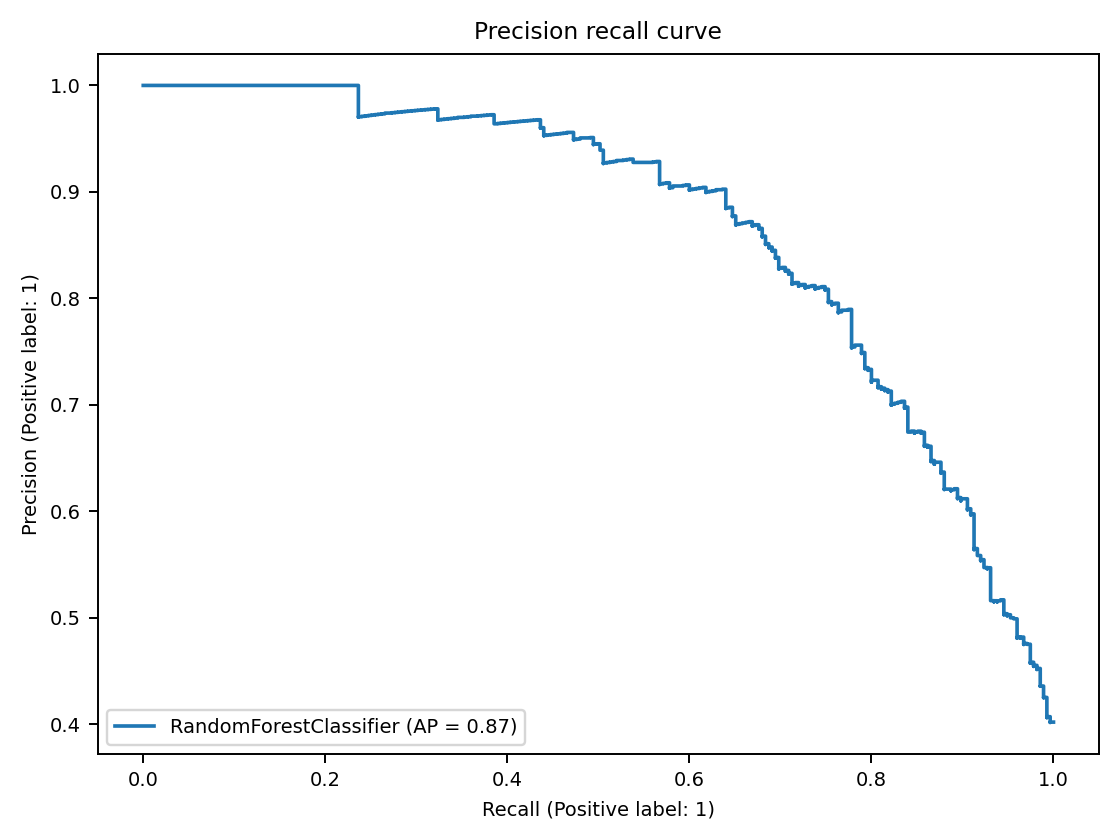 Precision recall curve
Precision (Positive label: 1)
1.0
0.9
0.8
0.7
0.6
0.5
0.4
RandomForestClassifier (AP = 0.87)
0.0 0.2 0.4 0.6 0.8 1.0
Recall (Positive label: 1)